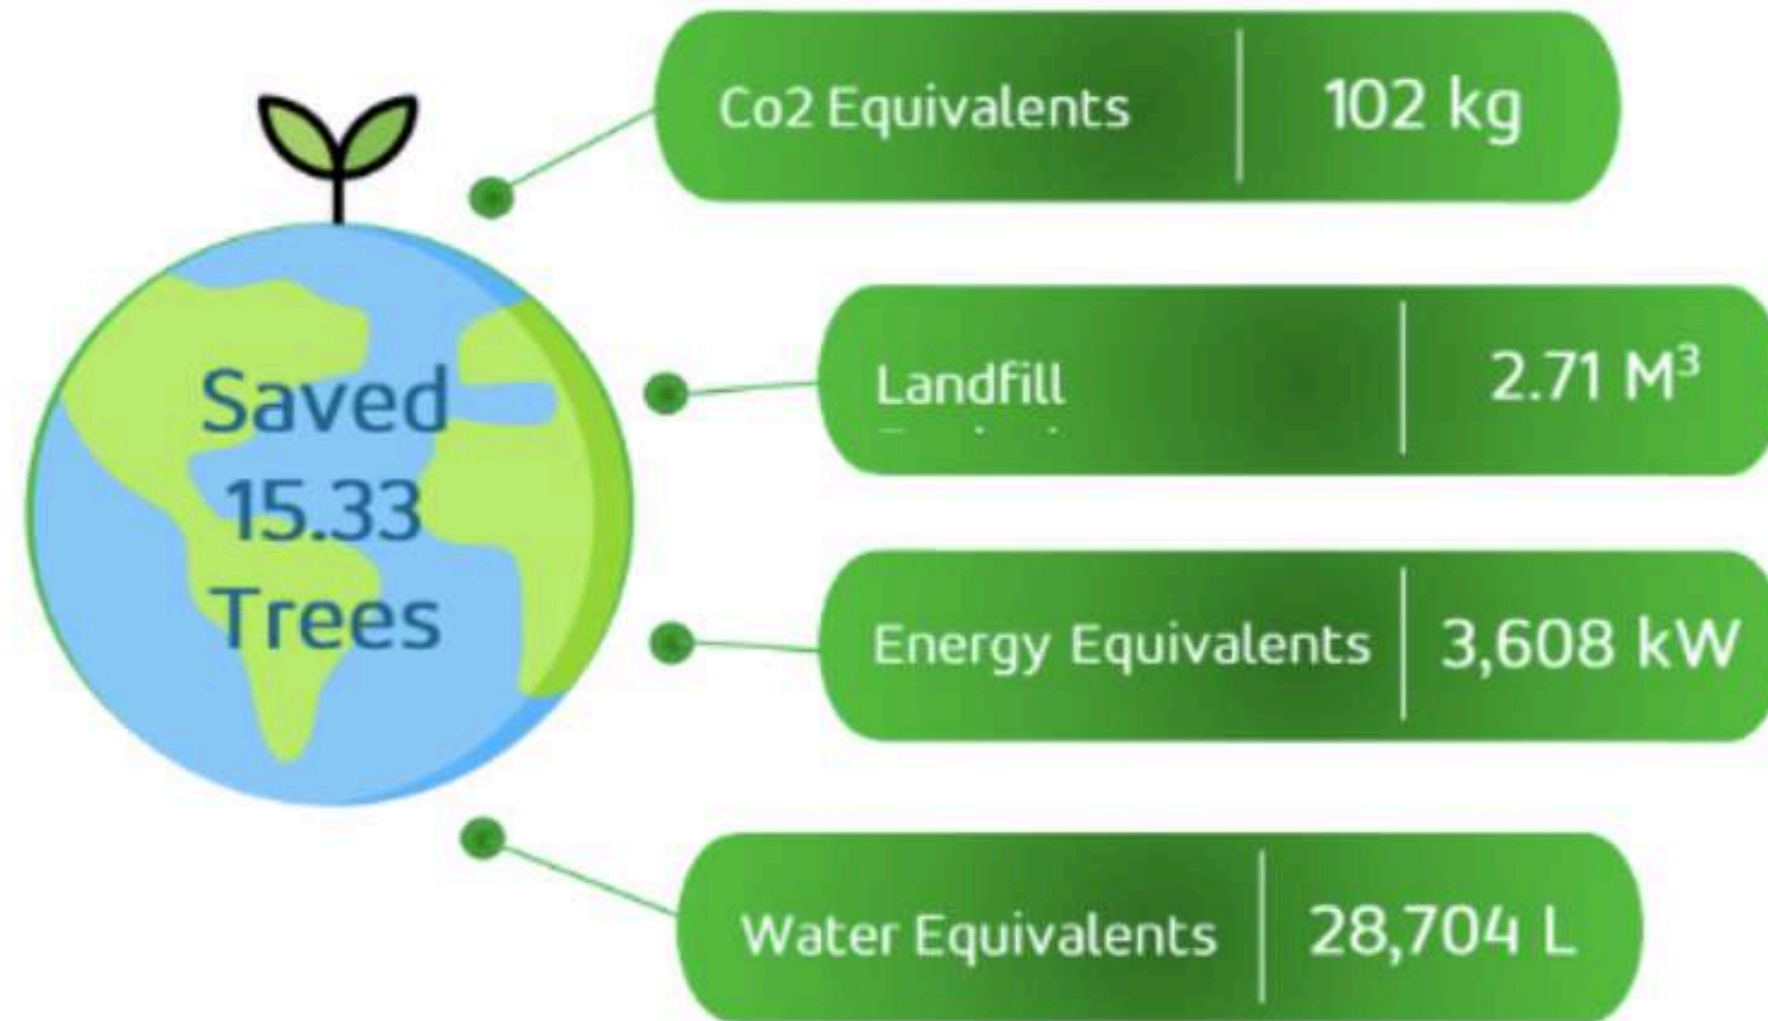 Co2 Equivalents 102 kg
Saved
15.33
Trees
Landfill 2.71 M³
Energy Equivalents 3,608 kW
Water Equivalents 28,704 L